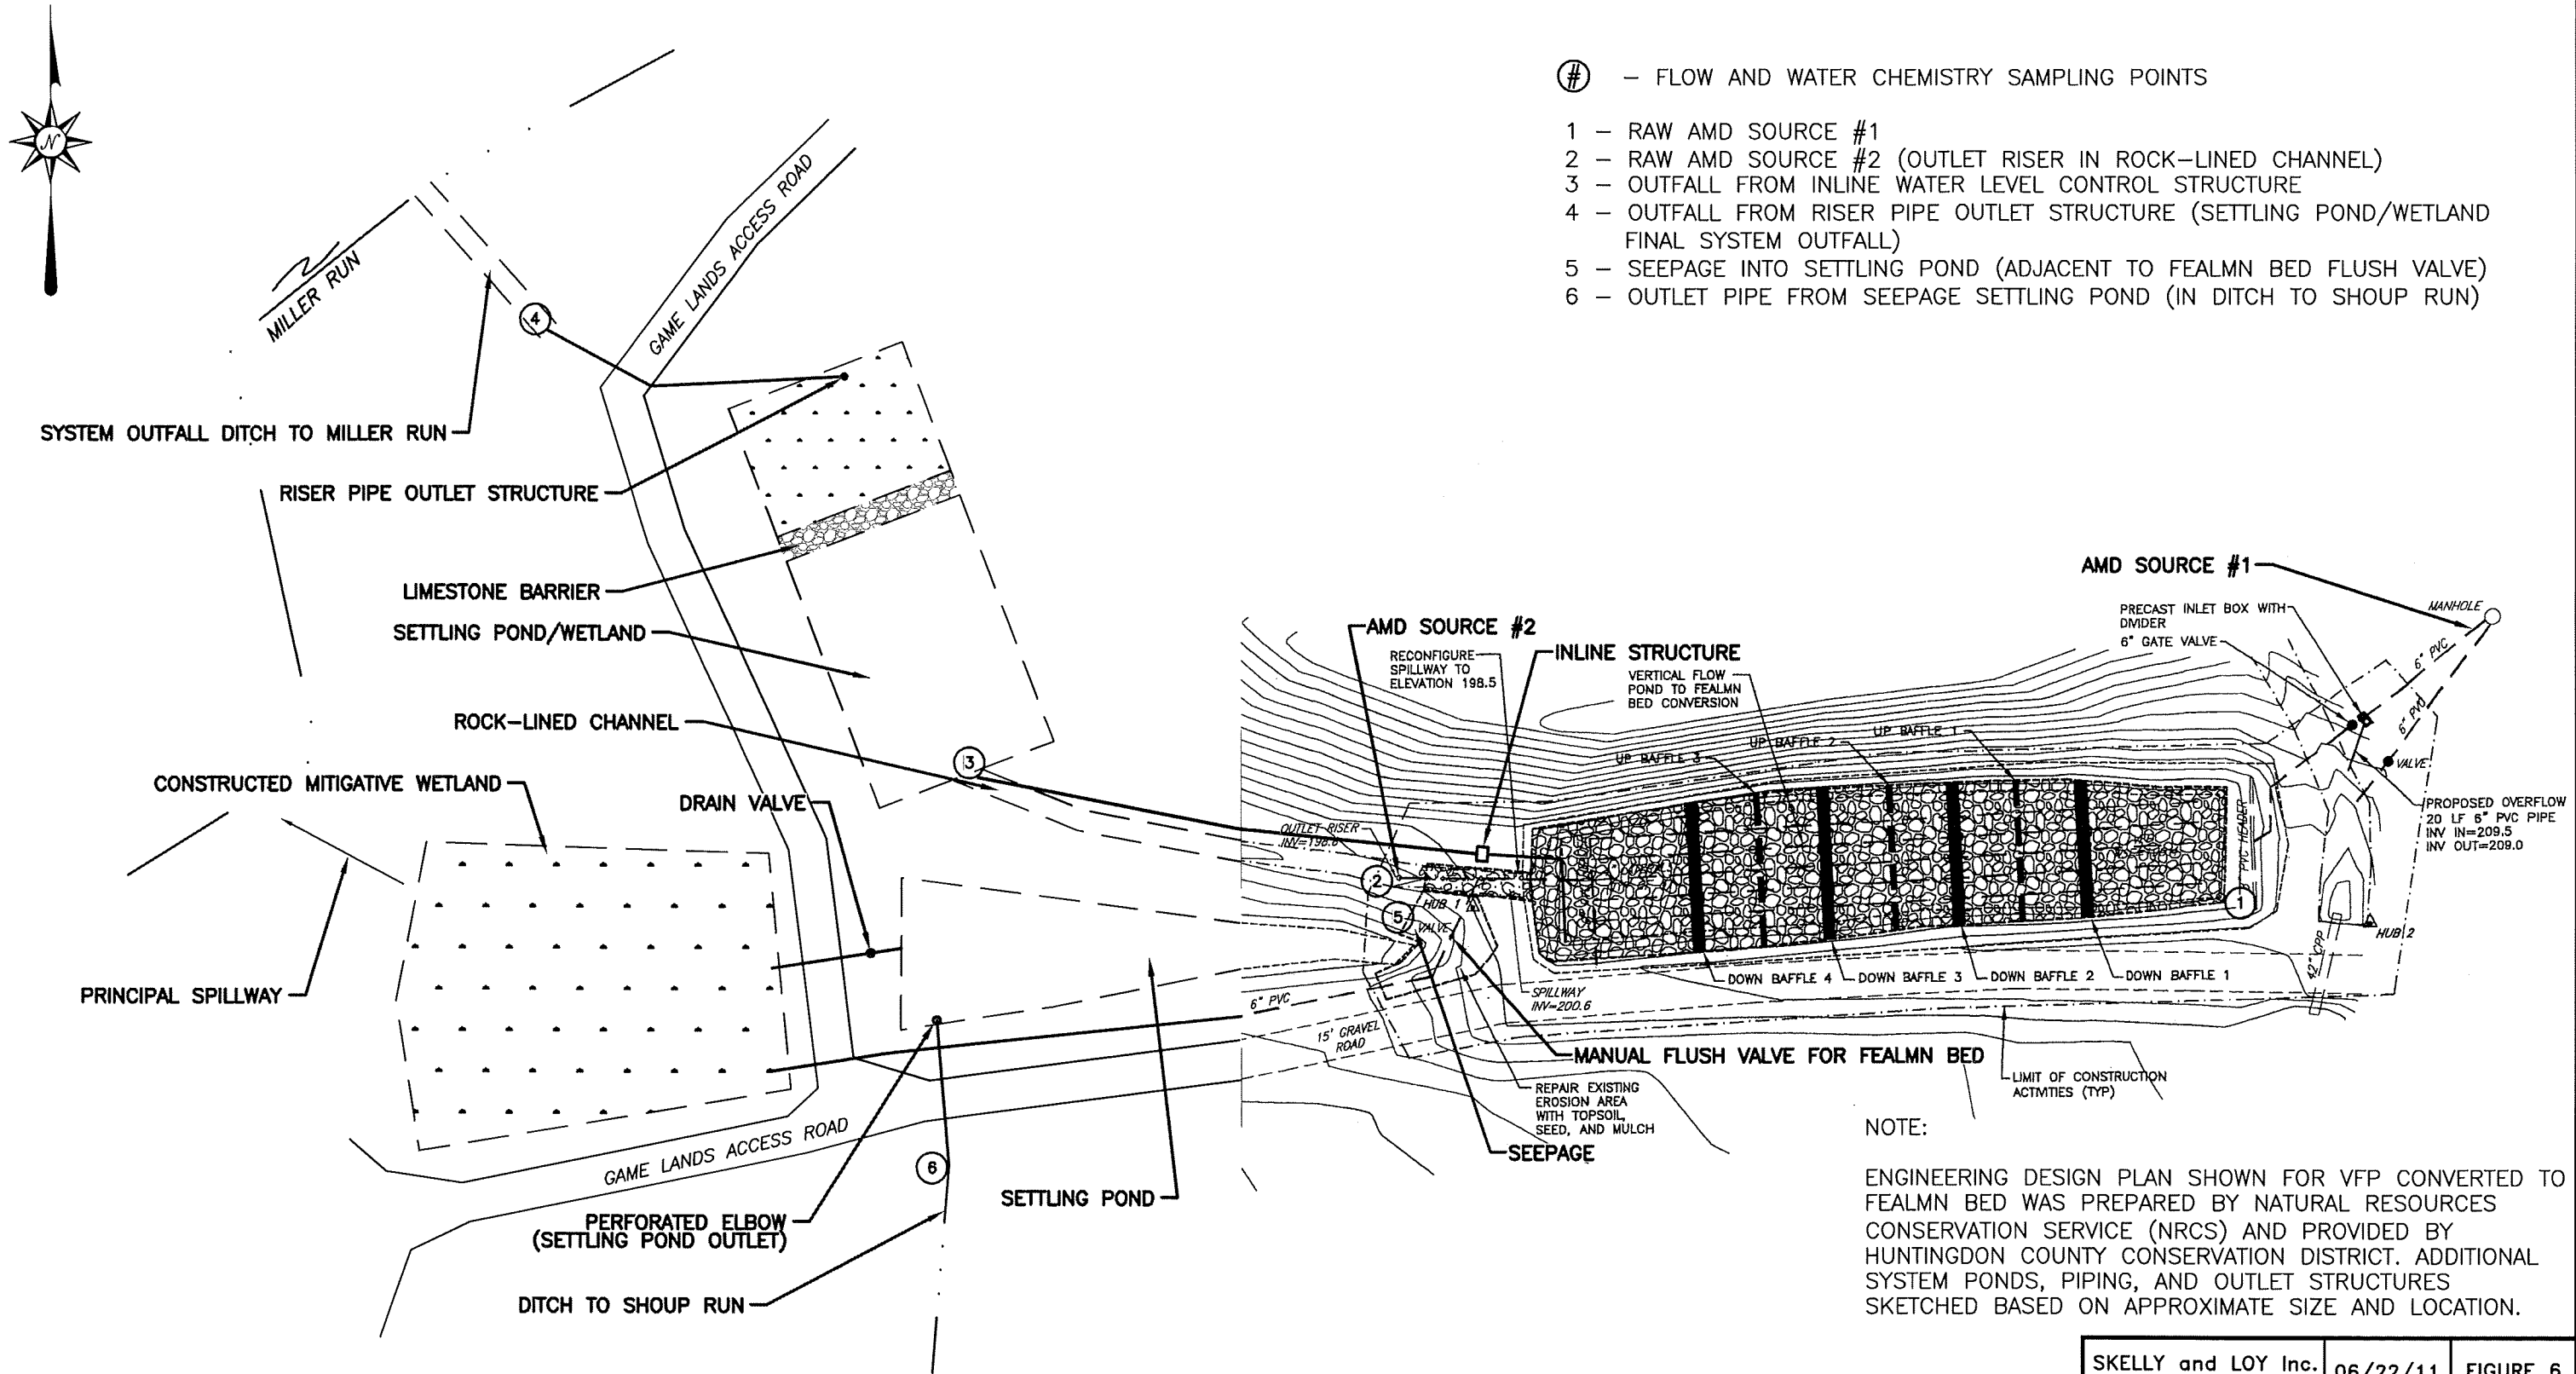 N
# – FLOW AND WATER CHEMISTRY SAMPLING POINTS
1 – RAW AMD SOURCE #1
2 – RAW AMD SOURCE #2 (OUTLET RISER IN ROCK–LINED CHANNEL)
3 – OUTFALL FROM INLINE WATER LEVEL CONTROL STRUCTURE
4 – OUTFALL FROM RISER PIPE OUTLET STRUCTURE (SETTLING POND/WETLAND
FINAL SYSTEM OUTFALL)
5 – SEEPAGE INTO SETTLING POND (ADJACENT TO FEALMN BED FLUSH VALVE)
6 – OUTLET PIPE FROM SEEPAGE SETTLING POND (IN DITCH TO SHOUP RUN)
GAME LANDS ACCESS ROAD
MILLER RUN
4
SYSTEM OUTFALL DITCH TO MILLER RUN
RISER PIPE OUTLET STRUCTURE
LIMESTONE BARRIER
SETTLING POND/WETLAND
ROCK–LINED CHANNEL
3
CONSTRUCTED MITIGATIVE WETLAND
DRAIN VALVE
PRINCIPAL SPILLWAY
GAME LANDS ACCESS ROAD
6
PERFORATED ELBOW
(SETTLING POND OUTLET)
SETTLING POND
DITCH TO SHOUP RUN
AMD SOURCE #1
MANHOLE
PRECAST INLET BOX WITH
DIVIDER
6" GATE VALVE
6" PVC
6" PVC
VALVE
AMD SOURCE #2
INLINE STRUCTURE
RECONFIGURE
SPILLWAY TO
ELEVATION 198.5
VERTICAL FLOW
POND TO FEALMN
BED CONVERSION
UP BAFFLE 1
UP BAFFLE 2
UP BAFFLE 3
PROPOSED OVERFLOW
20 LF 6" PVC PIPE
INV IN=209.5
INV OUT=209.0
OUTLET RISER
INV=198.6
PVC HEADER
2
HUB 1
5
VALVE
1
HUB 2
42" CPP
DOWN BAFFLE 4
DOWN BAFFLE 3
DOWN BAFFLE 2
DOWN BAFFLE 1
6" PVC
SPILLWAY
INV=200.6
15' GRAVEL
ROAD
MANUAL FLUSH VALVE FOR FEALMN BED
LIMIT OF CONSTRUCTION
ACTIVITIES (TYP)
REPAIR EXISTING
EROSION AREA
WITH TOPSOIL,
SEED, AND MULCH
SEEPAGE
NOTE:
ENGINEERING DESIGN PLAN SHOWN FOR VFP CONVERTED TO
FEALMN BED WAS PREPARED BY NATURAL RESOURCES
CONSERVATION SERVICE (NRCS) AND PROVIDED BY
HUNTINGDON COUNTY CONSERVATION DISTRICT. ADDITIONAL
SYSTEM PONDS, PIPING, AND OUTLET STRUCTURES
SKETCHED BASED ON APPROXIMATE SIZE AND LOCATION.
SKELLY and LOY Inc.
06/22/11
FIGURE 6